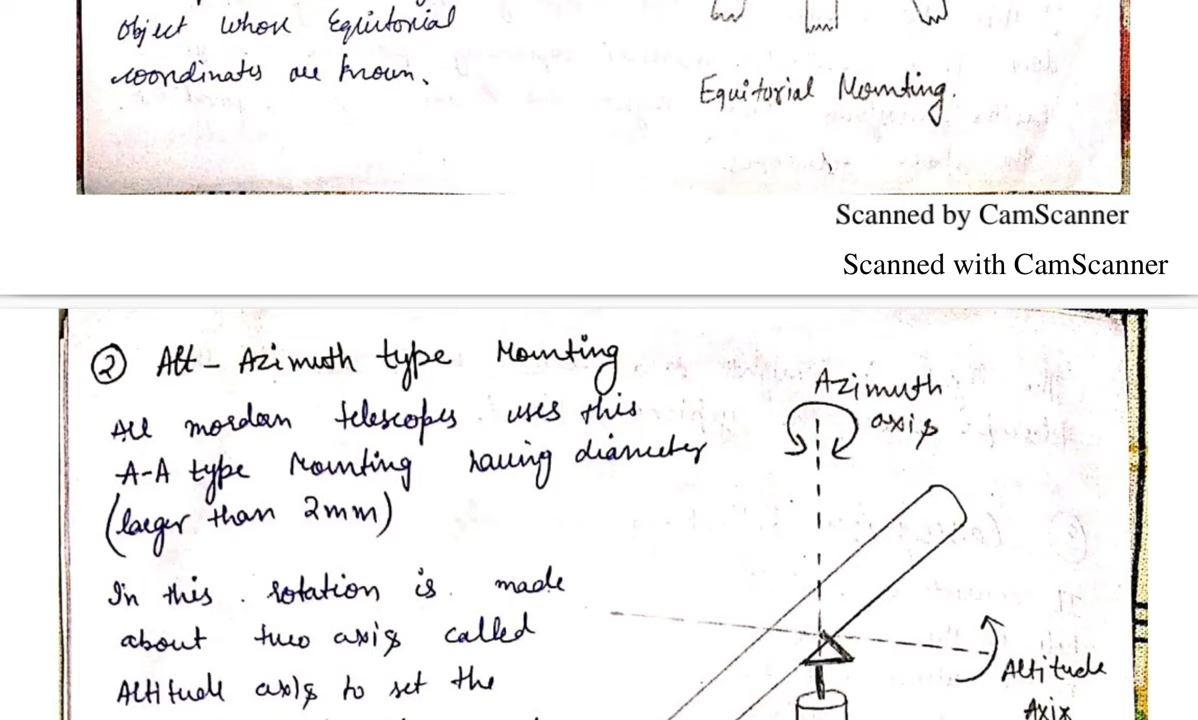 object whose Equitorial
coordinates are known.
Equitorial Mounting.
Scanned by CamScanner
Scanned with CamScanner
② Alt - Azimuth type Mounting
All mordan telescopes uses this
A-A type Mounting having diameter
(larger than 2mm)
Azimuth
axis
In this rotation is made
about two axis called
Altitude axis to set the
Altitude
Axix